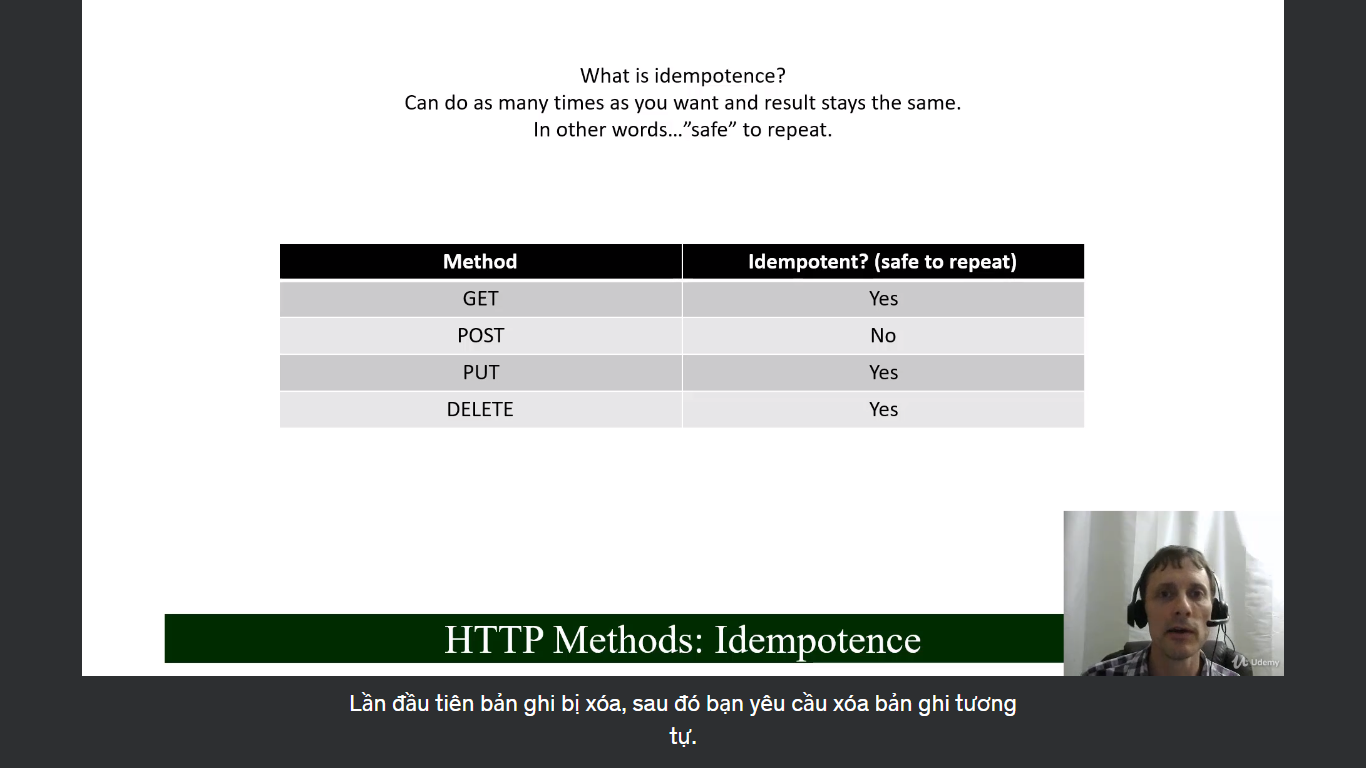 What is idempotence?
Can do as many times as you want and result stays the same.
In other words…”safe” to repeat.
Method Idempotent? (safe to repeat)
GET Yes
POST No
PUT Yes
DELETE Yes
HTTP Methods: Idempotence
Udemy
Lần đầu tiên bản ghi bị xóa, sau đó bạn yêu cầu xóa bản ghi tương
tự.